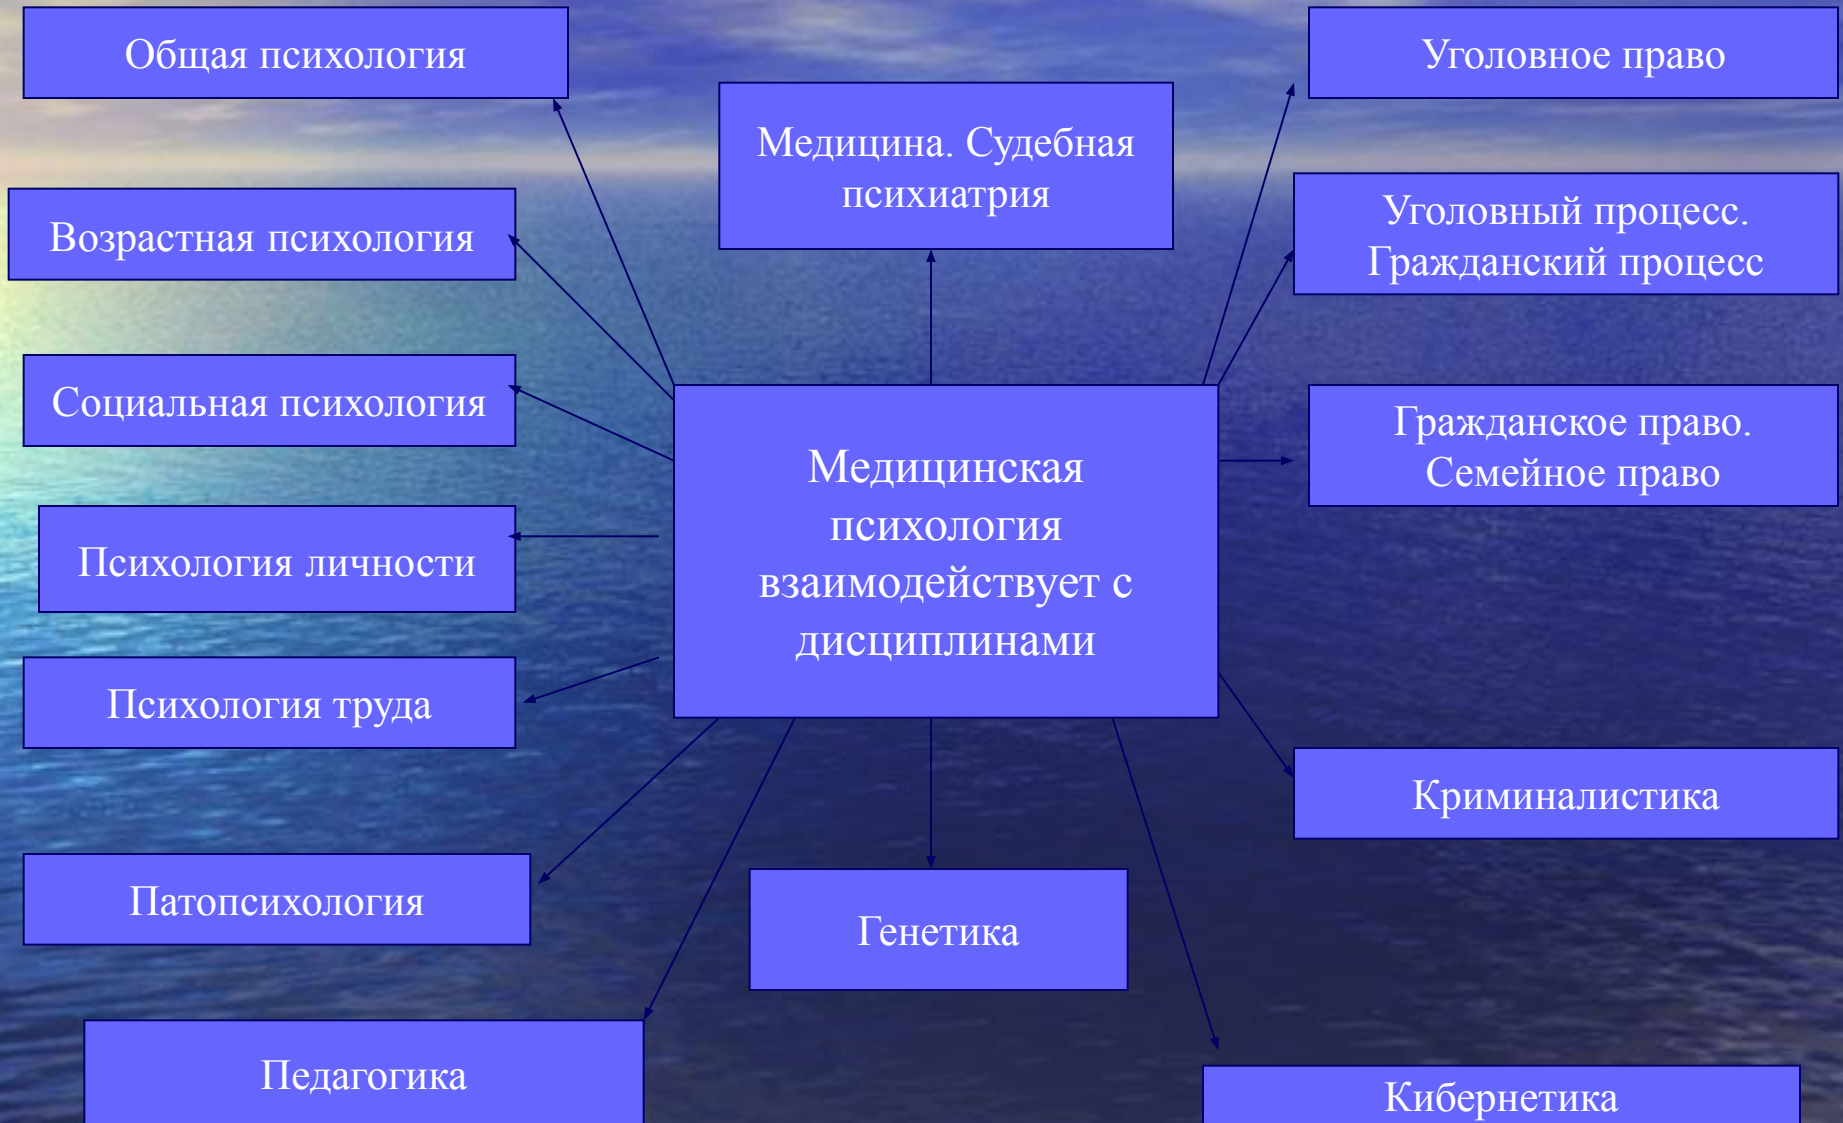 Общая психология
Уголовное право
Медицина. Судебная
психиатрия
Возрастная психология
Уголовный процесс.
Гражданский процесс
Социальная психология
Гражданское право.
Семейное право
Медицинская
психология
взаимодействует с
дисциплинами
Психология личности
Психология труда
Криминалистика
Патопсихология
Генетика
Педагогика
Кибернетика